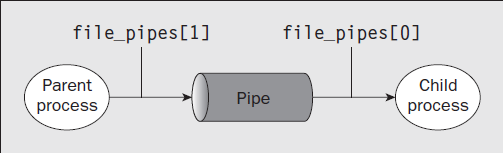 file_pipes[1]
file_pipes[0]
Parent
process
Pipe
Child
process